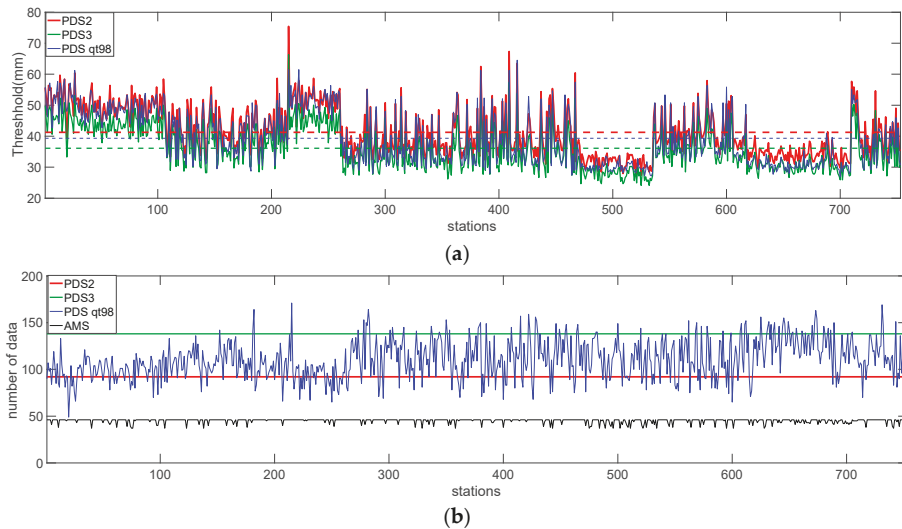 80
70
60
50
40
30
20
Threshold(mm)
PDS2
PDS3
PDS qt98
100 200 300 400 500 600 700
stations
(a)
200
150
100
50
0
number of data
PDS2
PDS3
PDS qt98
AMS
100 200 300 400 500 600 700
stations
(b)